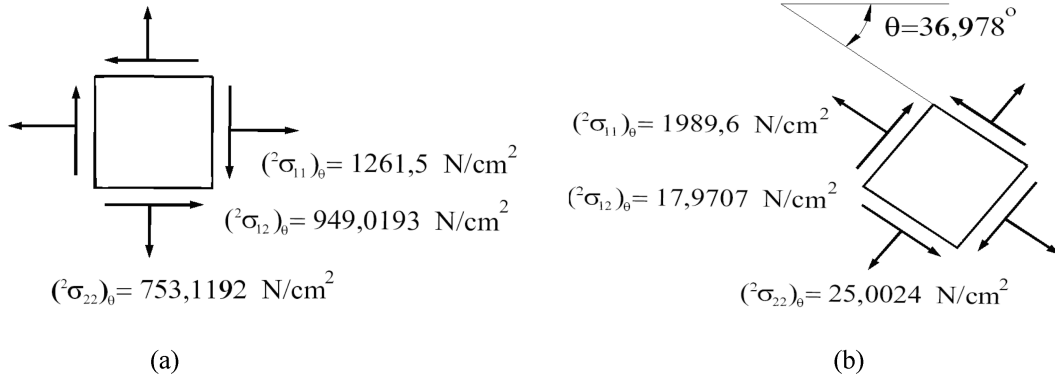 (²σ₁₁)θ= 1261,5 N/cm²
(²σ₁₂)θ= 949,0193 N/cm²
(²σ₂₂)θ= 753,1192 N/cm²
(a)
θ=36,978°
(²σ₁₁)θ= 1989,6 N/cm²
(²σ₁₂)θ= 17,9707 N/cm²
(²σ₂₂)θ= 25,0024 N/cm²
(b)